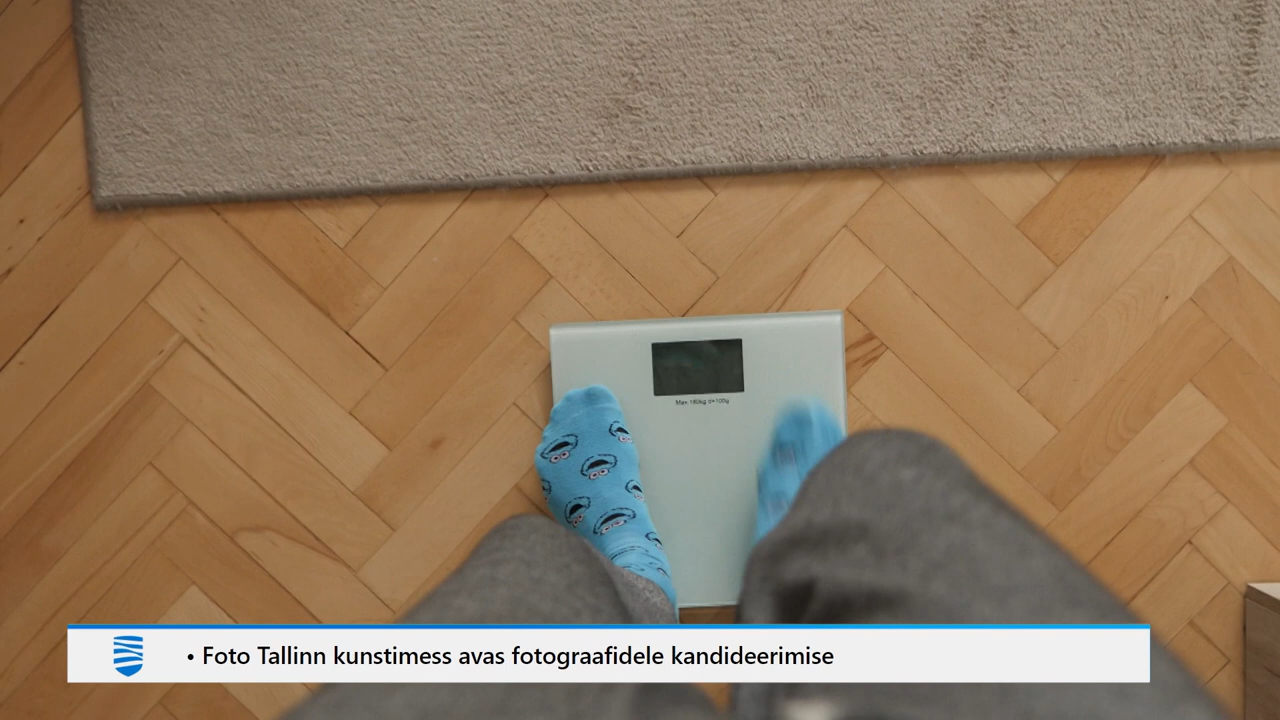 Max. 180kg d=100g
• Foto Tallinn kunstimess avas fotograafidele kandideerimise